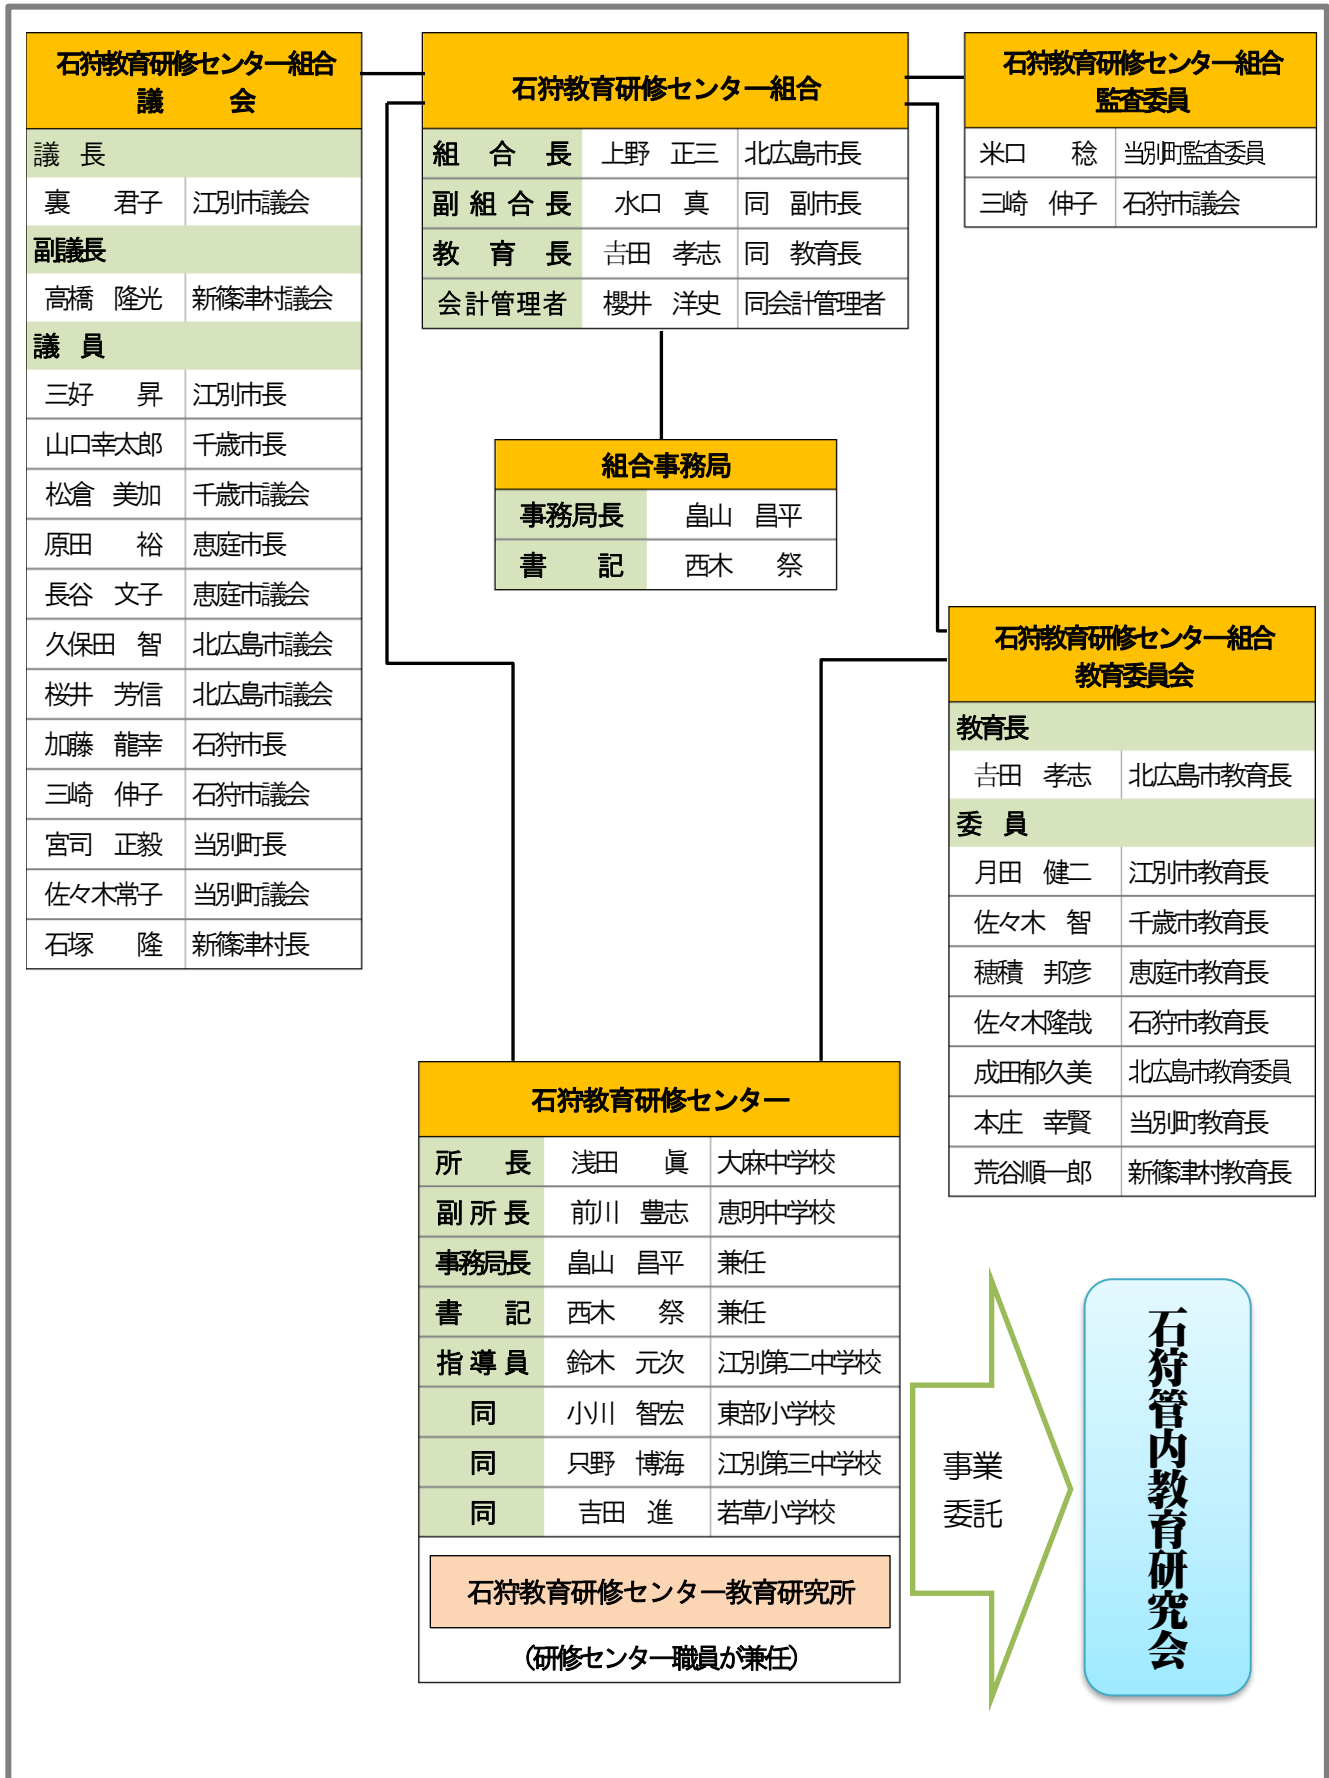 石狩教育研修センター組合
議　会
議　長
裏　君子　江別市議会
副議長
高橋　隆光　新篠津村議会
議　員
三好　昇　江別市長
山口幸太郎　千歳市長
松倉　美加　千歳市議会
原田　裕　恵庭市長
長谷　文子　恵庭市議会
久保田　智　北広島市議会
桜井　芳信　北広島市議会
加藤　龍幸　石狩市長
三崎　伸子　石狩市議会
宮司　正毅　当別町長
佐々木常子　当別町議会
石塚　隆　新篠津村長
石狩教育研修センター組合
組　合　長　上野　正三　北広島市長
副組合長　水口　真　同　副市長
教　育　長　𠮷田　孝志　同　教育長
会計管理者　櫻井　洋史　同会計管理者
石狩教育研修センター組合
監査委員
米口　稔　当別町監査委員
三崎　伸子　石狩市議会
組合事務局
事務局長　畠山　昌平
書　記　西木　祭
石狩教育研修センター組合
教育委員会
教育長
𠮷田　孝志　北広島市教育長
委　員
月田　健二　江別市教育長
佐々木　智　千歳市教育長
穂積　邦彦　恵庭市教育長
佐々木隆哉　石狩市教育長
成田郁久美　北広島市教育委員
本庄　幸賢　当別町教育長
荒谷順一郎　新篠津村教育長
石狩教育研修センター
所　長　浅田　眞　大麻中学校
副所長　前川　豊志　恵明中学校
事務局長　畠山　昌平　兼任
書　記　西木　祭　兼任
指導員　鈴木　元次　江別第二中学校
同　小川　智宏　東部小学校
同　只野　博海　江別第三中学校
同　吉田　進　若草小学校
石狩教育研修センター教育研究所
（研修センター職員が兼任）
事業
委託
石狩管内教育研究会